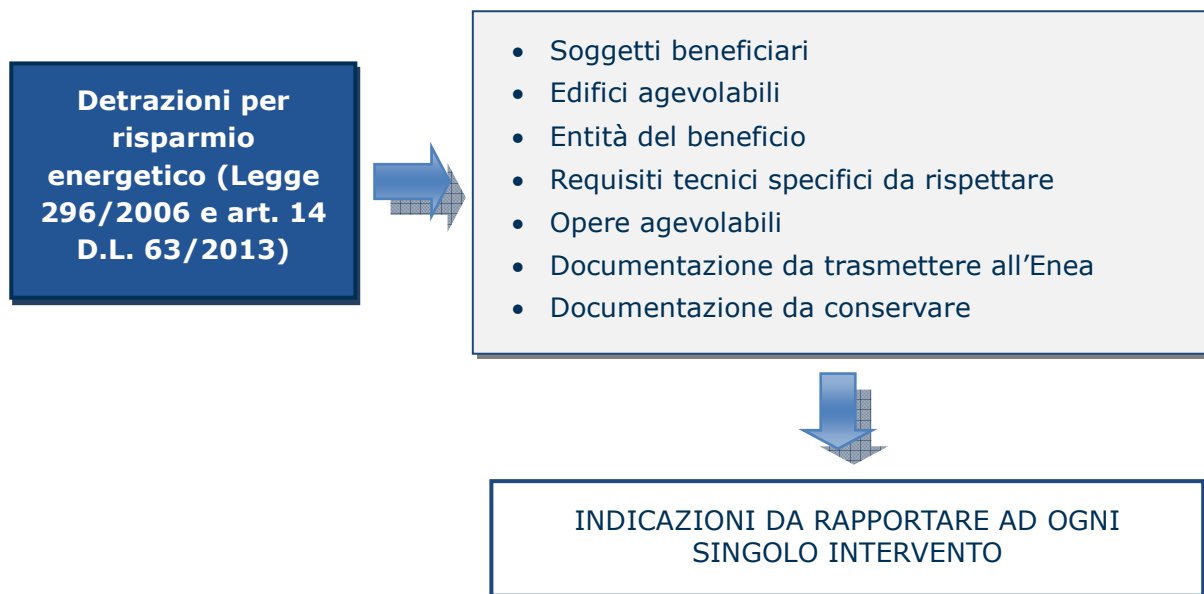 Detrazioni per
risparmio
energetico (Legge
296/2006 e art. 14
D.L. 63/2013)
• Soggetti beneficiari
• Edifici agevolabili
• Entità del beneficio
• Requisiti tecnici specifici da rispettare
• Opere agevolabili
• Documentazione da trasmettere all’Enea
• Documentazione da conservare
INDICAZIONI DA RAPPORTARE AD OGNI
SINGOLO INTERVENTO